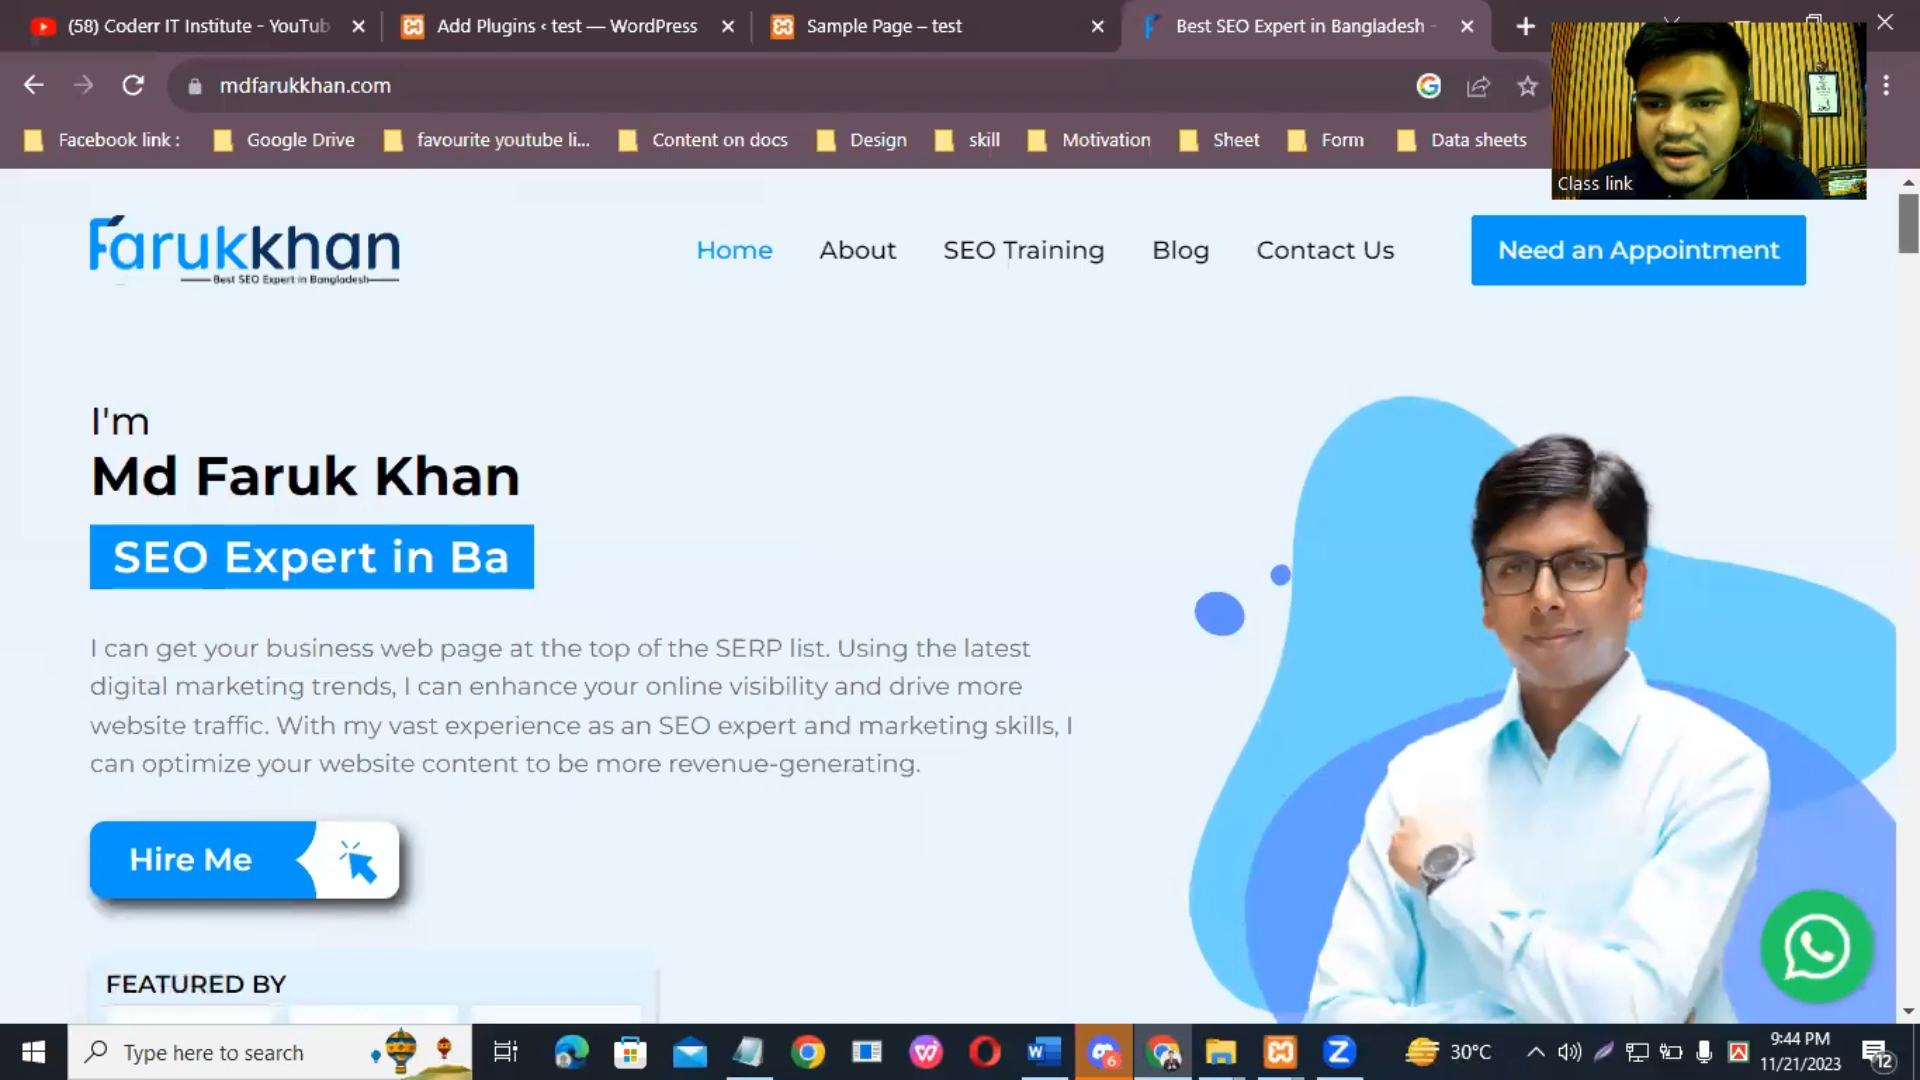 (58) Coderr IT Institute - YouTub
Add Plugins ‹ test — WordPress
Sample Page – test
Best SEO Expert in Bangladesh -
mdfarukkhan.com
Facebook link :
Google Drive
favourite youtube li...
Content on docs
Design
skill
Motivation
Sheet
Form
Data sheets
Class link
Farukkhan
Best SEO Expert in Bangladesh
Home
About
SEO Training
Blog
Contact Us
Need an Appointment
I'm
Md Faruk Khan
SEO Expert in Ba
I can get your business web page at the top of the SERP list. Using the latest
digital marketing trends, I can enhance your online visibility and drive more
website traffic. With my vast experience as an SEO expert and marketing skills, I
can optimize your website content to be more revenue-generating.
Hire Me
FEATURED BY
Type here to search
6
30°C
9:44 PM
11/21/2023
12